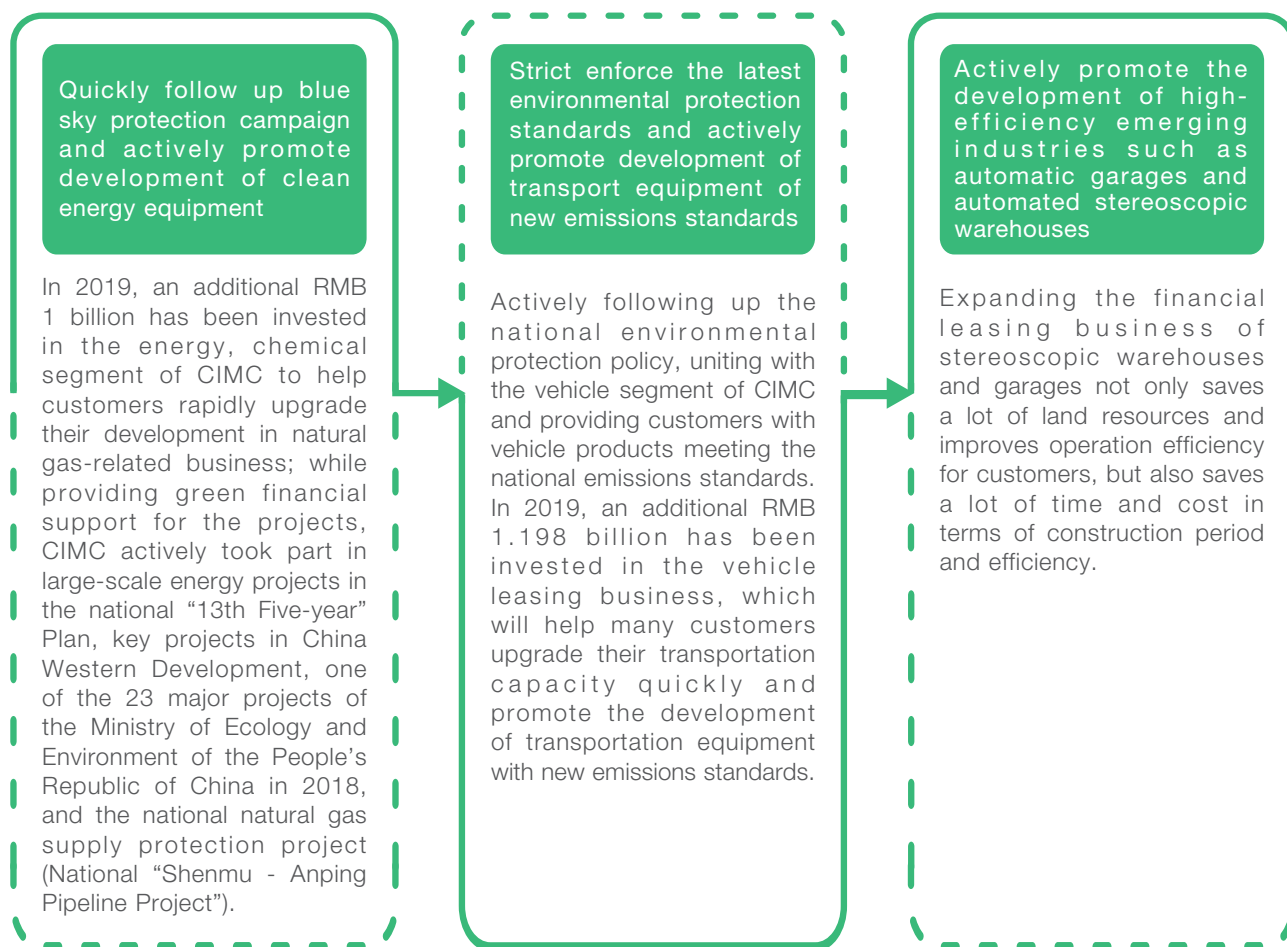 Quickly follow up blue
sky protection campaign
and actively promote
development of clean
energy equipment
In 2019, an additional RMB
1 billion has been invested
in the energy, chemical
segment of CIMC to help
customers rapidly upgrade
their development in natural
gas-related business; while
providing green financial
support for the projects,
CIMC actively took part in
large-scale energy projects in
the national “13th Five-year”
Plan, key projects in China
Western Development, one
of the 23 major projects of
the Ministry of Ecology and
Environment of the People’s
Republic of China in 2018,
and the national natural gas
supply protection project
(National “Shenmu - Anping
Pipeline Project”).
Strict enforce the latest
environmental protection
standards and actively
promote development of
transport equipment of
new emissions standards
Actively following up the
national environmental
protection policy, uniting with
the vehicle segment of CIMC
and providing customers with
vehicle products meeting the
national emissions standards.
In 2019, an additional RMB
1.198 billion has been
invested in the vehicle
leasing business, which
will help many customers
upgrade their transportation
capacity quickly and
promote the development
of transportation equipment
with new emissions standards.
Actively promote the
development of high-
efficiency emerging
industries such as
automatic garages and
automated stereoscopic
warehouses
Expanding the financial
leasing business of
stereoscopic warehouses
and garages not only saves
a lot of land resources and
improves operation efficiency
for customers, but also saves
a lot of time and cost in
terms of construction period
and efficiency.